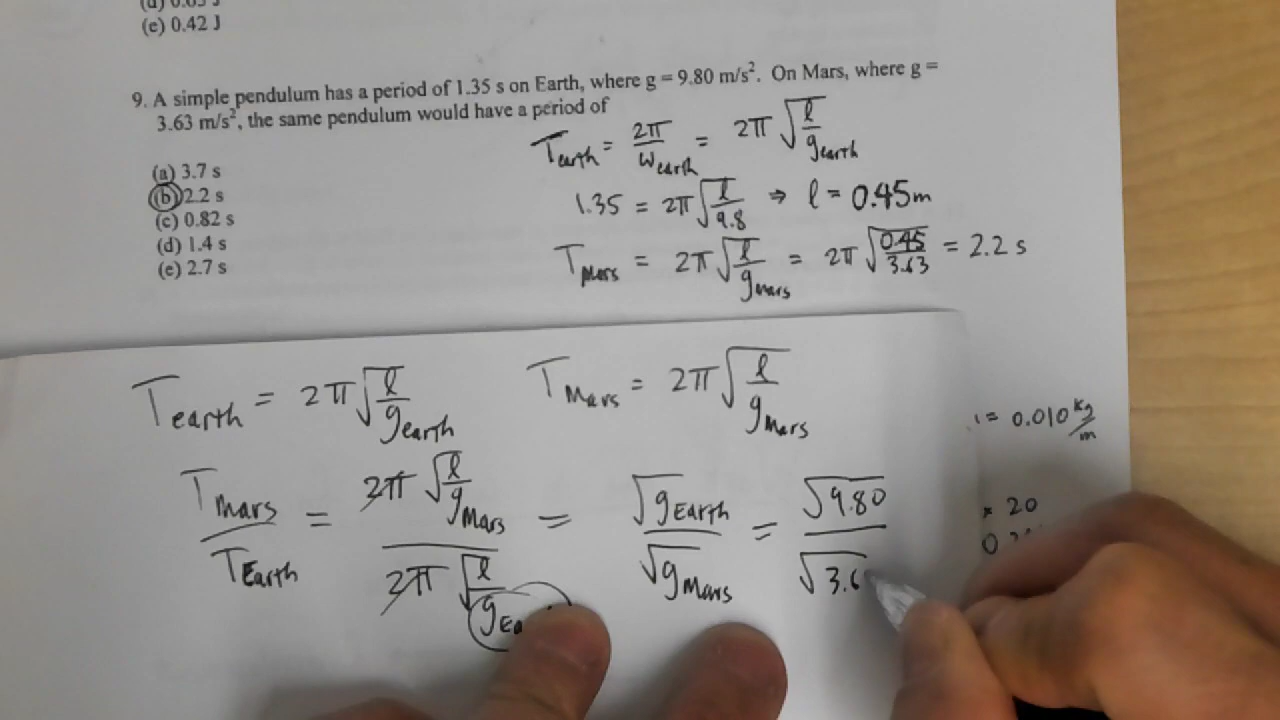 (e) 0.42 J
9. A simple pendulum has a period of 1.35 s on Earth, where g = 9.80 m/s². On Mars, where g =
3.63 m/s², the same pendulum would have a period of
(a) 3.7 s
(b) 2.2 s
(c) 0.82 s
(d) 1.4 s
(e) 2.7 s
T_earth = 2π/ω_earth = 2π √(l/g_earth)
1.35 = 2π √(l/9.8) ⇒ l = 0.45m
T_Mars = 2π √(l/g_mars) = 2π √(0.45/3.63) = 2.2 s
T_earth = 2π √(l/g_earth)
T_Mars = 2π √(l/g_Mars)
T_Mars/T_Earth = 2π √(l/g_Mars) / 2π √(l/g_Ea = √g_Earth/√g_Mars = √9.80/√3.6
= 0.010 kg/m
× 20
0